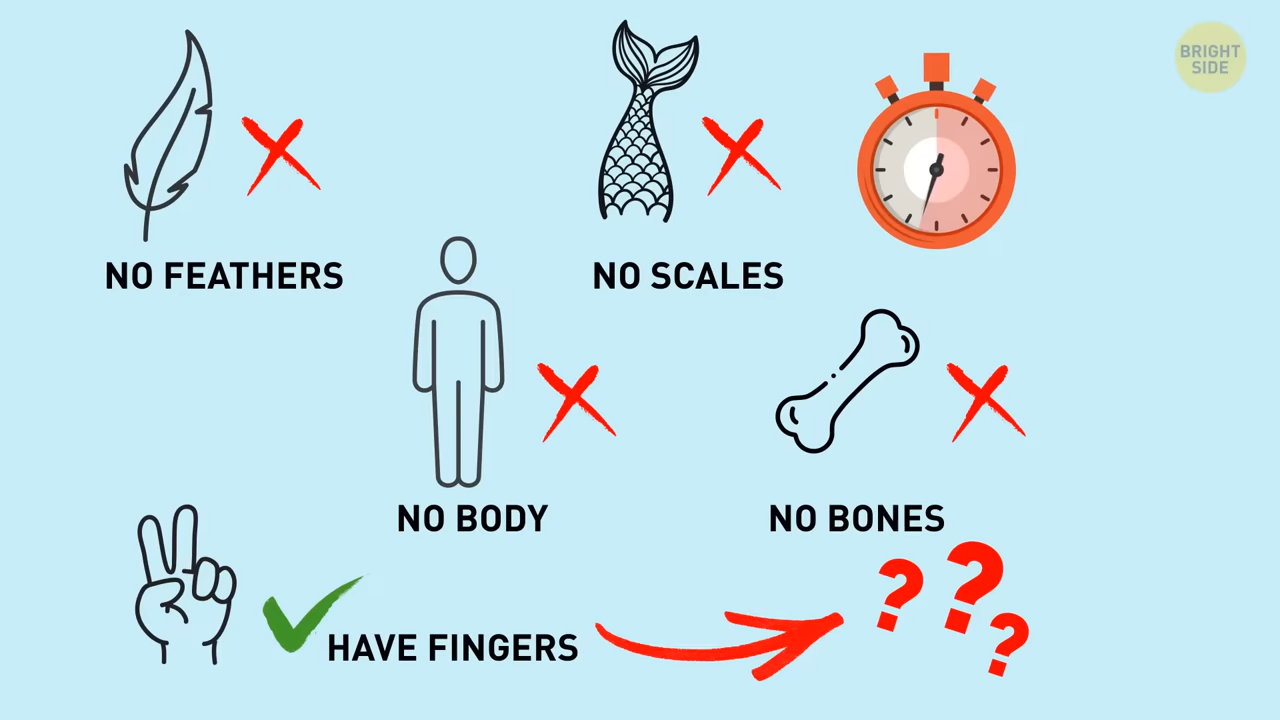 BRIGHT
SIDE
NO FEATHERS
NO SCALES
NO BODY
NO BONES
HAVE FINGERS
???